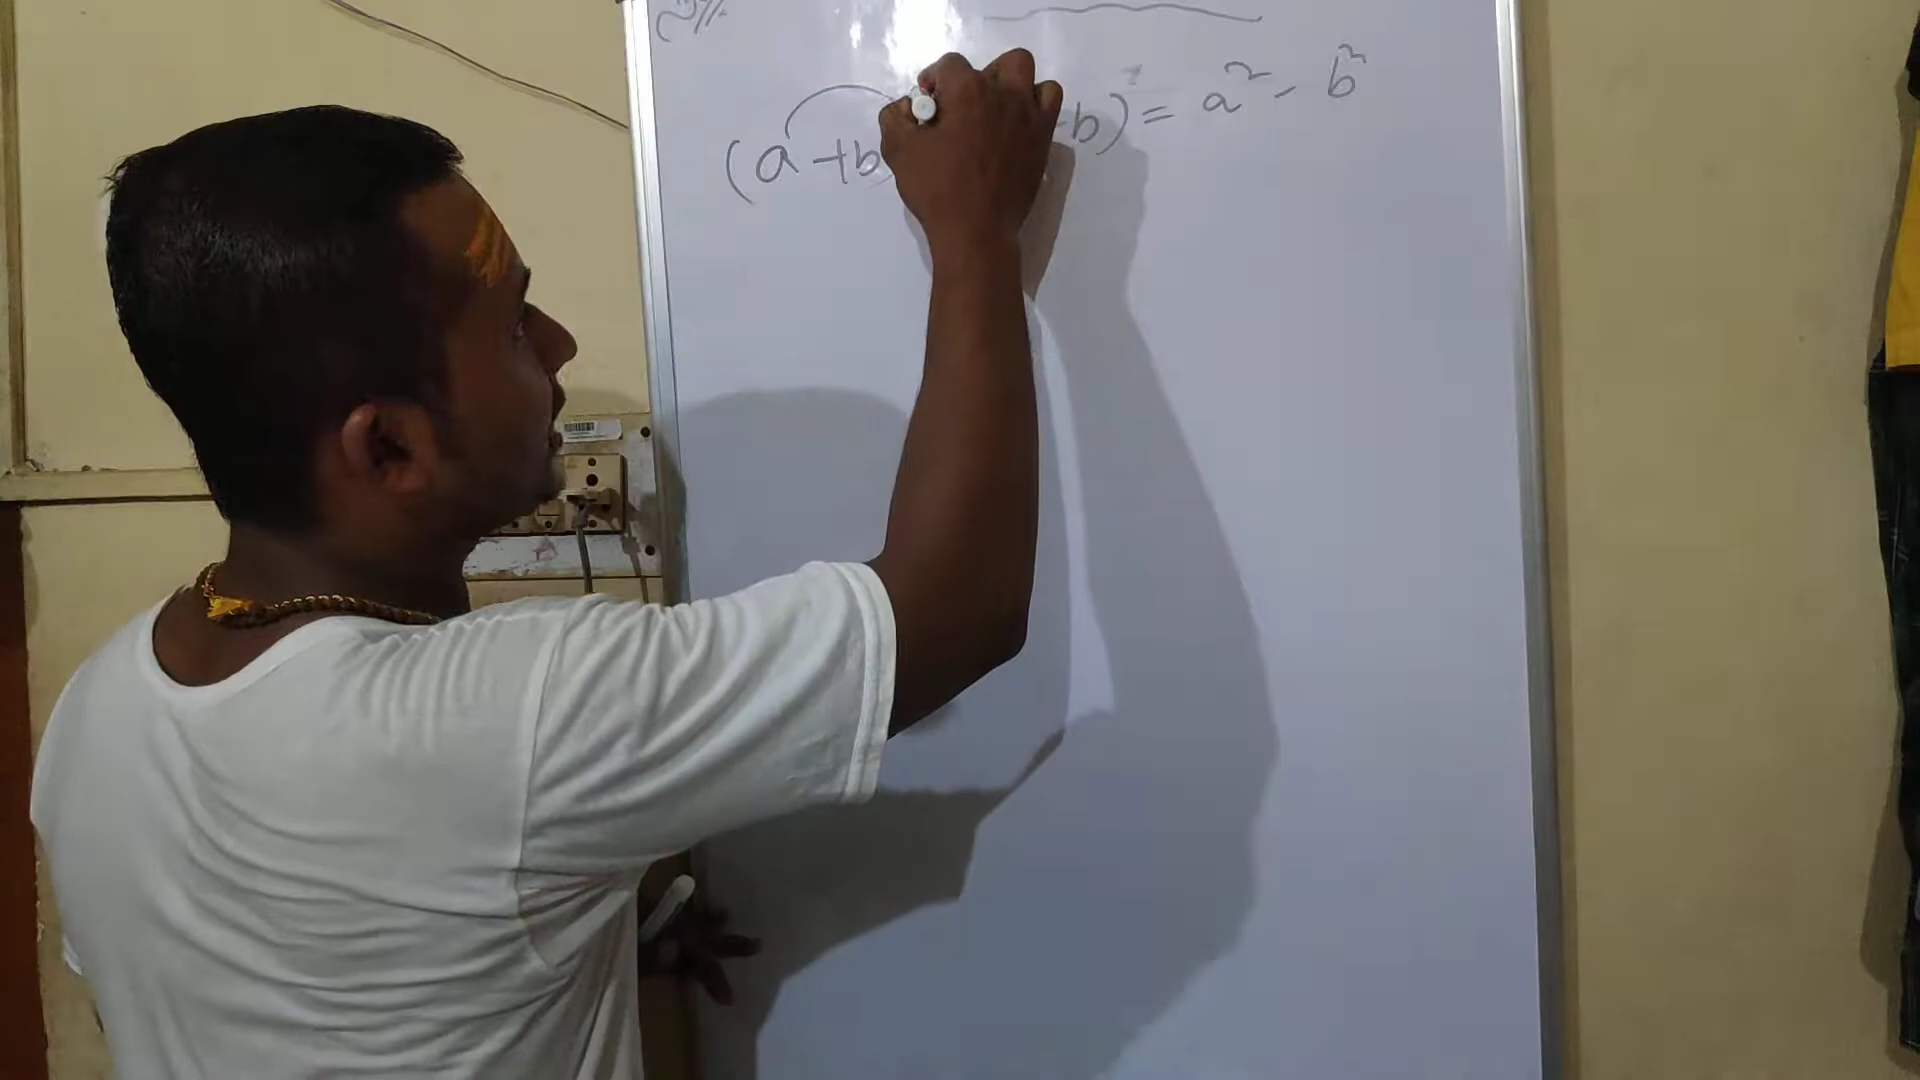 (a+b -b) = a² - b²